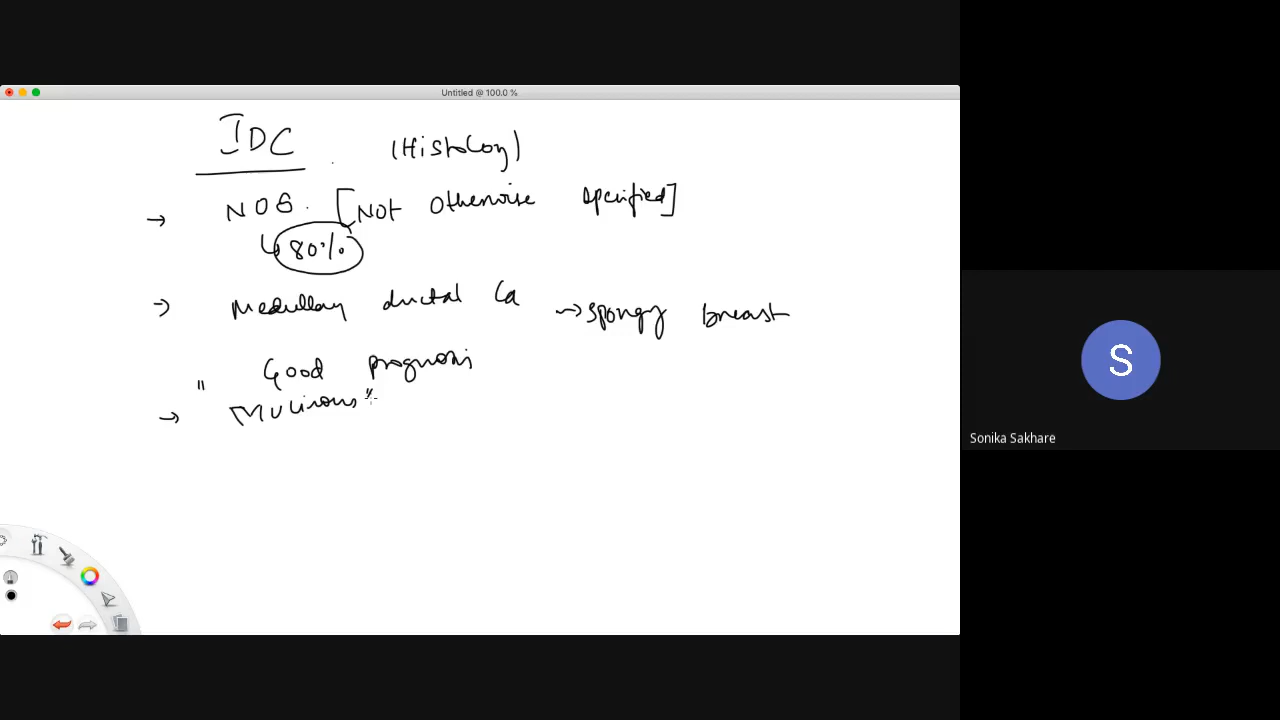 Untitled @ 100.0 %
IDC (Histology)
→ NOS. [Not Otherwise specified]
↳ 80%
→ Medullary ductal Ca → spongy breast
Good prognosis
→ "Mucinous"
S
Sonika Sakhare